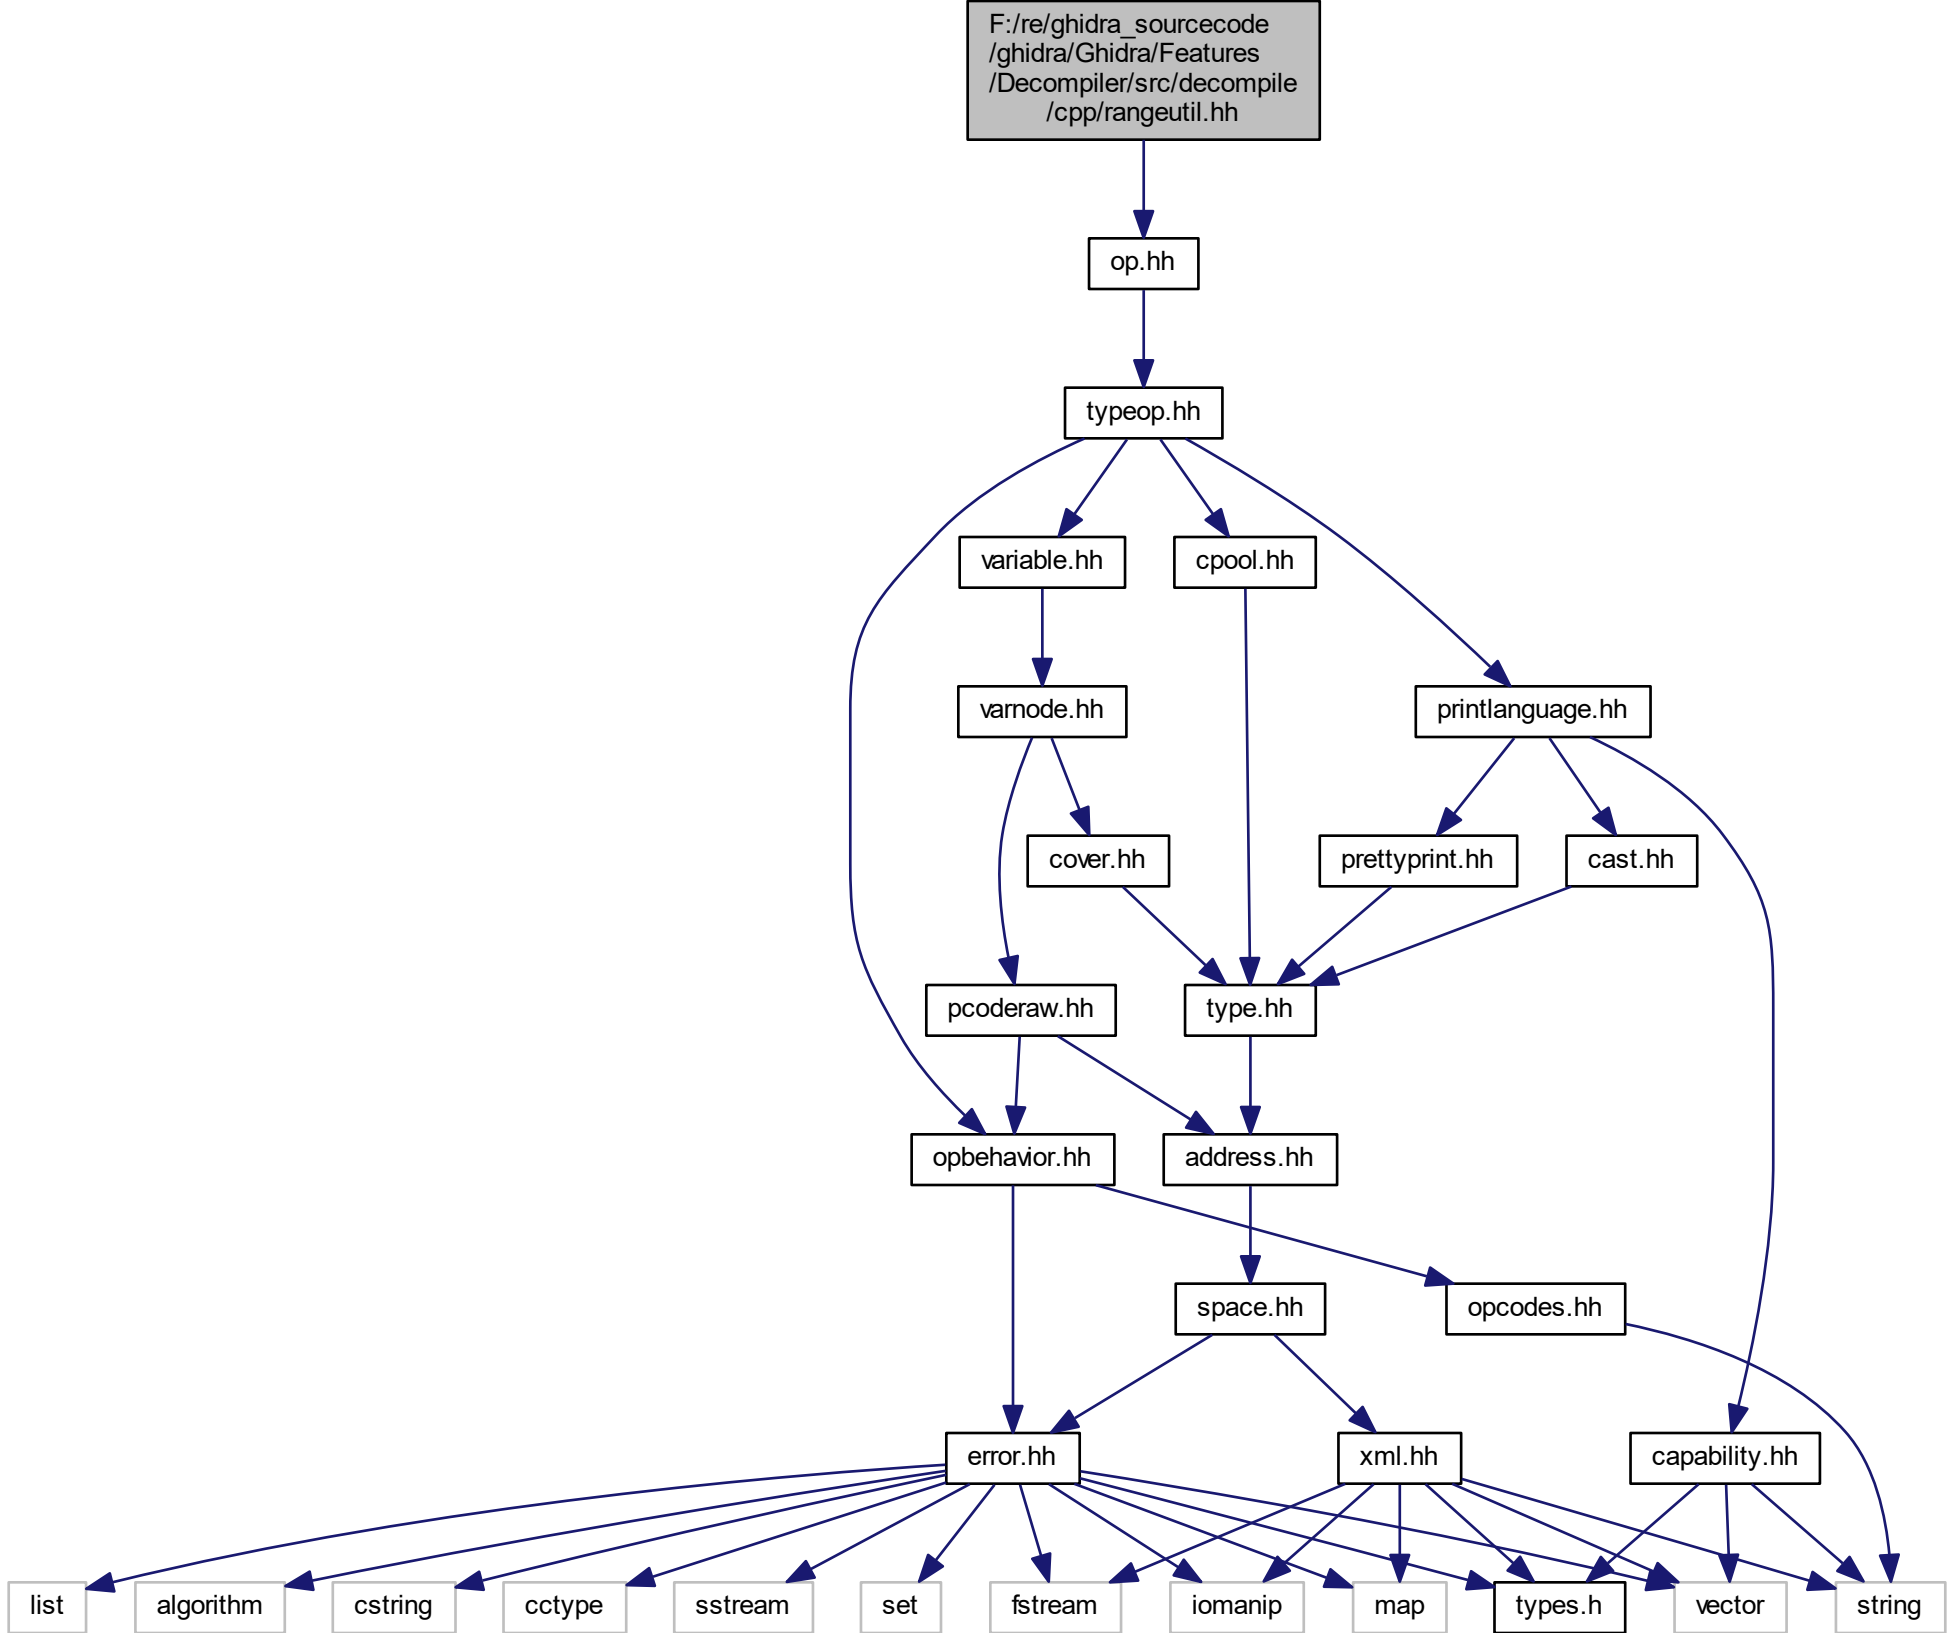 F:/re/ghidra_sourcecode
/ghidra/Ghidra/Features
/Decompiler/src/decompile
/cpp/rangeutil.hh
op.hh
typeop.hh
variable.hh
cpool.hh
varnode.hh
printlanguage.hh
cover.hh
prettyprint.hh
cast.hh
pcoderaw.hh
type.hh
opbehavior.hh
address.hh
space.hh
opcodes.hh
error.hh
xml.hh
capability.hh
list
algorithm
cstring
cctype
sstream
set
fstream
iomanip
map
types.h
vector
string